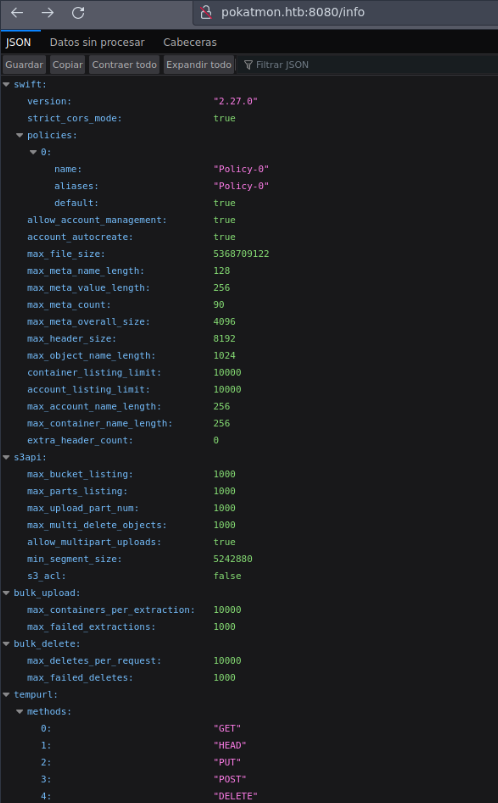 pokatmon.htb:8080/info
JSON Datos sin procesar Cabeceras
Guardar Copiar Contraer todo Expandir todo Filtrar JSON
swift:
version: "2.27.0"
strict_cors_mode: true
policies:
0:
name: "Policy-0"
aliases: "Policy-0"
default: true
allow_account_management: true
account_autocreate: true
max_file_size: 5368709122
max_meta_name_length: 128
max_meta_value_length: 256
max_meta_count: 90
max_meta_overall_size: 4096
max_header_size: 8192
max_object_name_length: 1024
container_listing_limit: 10000
account_listing_limit: 10000
max_account_name_length: 256
max_container_name_length: 256
extra_header_count: 0
s3api:
max_bucket_listing: 1000
max_parts_listing: 1000
max_upload_part_num: 1000
max_multi_delete_objects: 1000
allow_multipart_uploads: true
min_segment_size: 5242880
s3_acl: false
bulk_upload:
max_containers_per_extraction: 10000
max_failed_extractions: 1000
bulk_delete:
max_deletes_per_request: 10000
max_failed_deletes: 1000
tempurl:
methods:
0: "GET"
1: "HEAD"
2: "PUT"
3: "POST"
4: "DELETE"